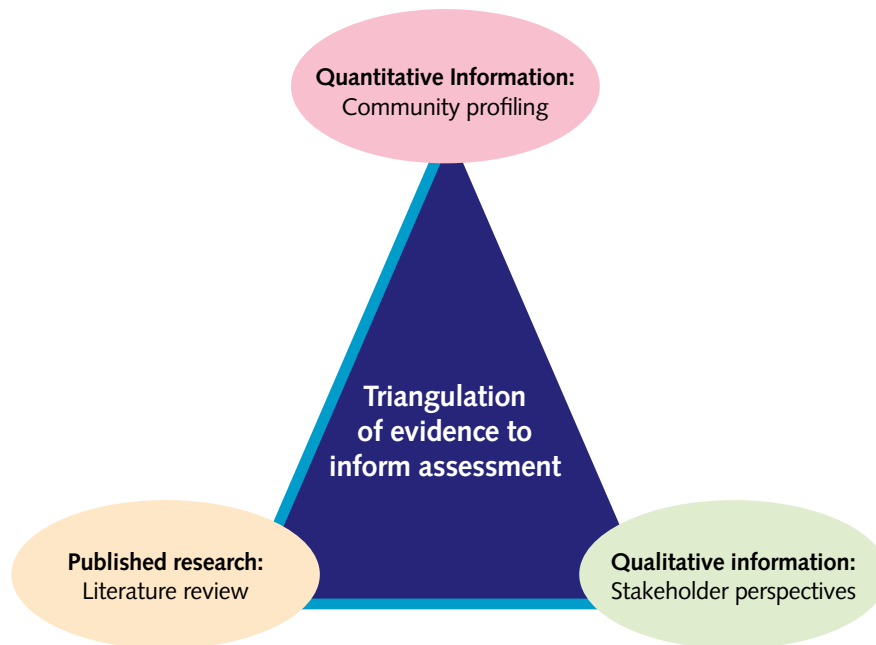 Quantitative Information:
Community profiling
Triangulation
of evidence to
inform assessment
Published research:
Literature review
Qualitative information:
Stakeholder perspectives